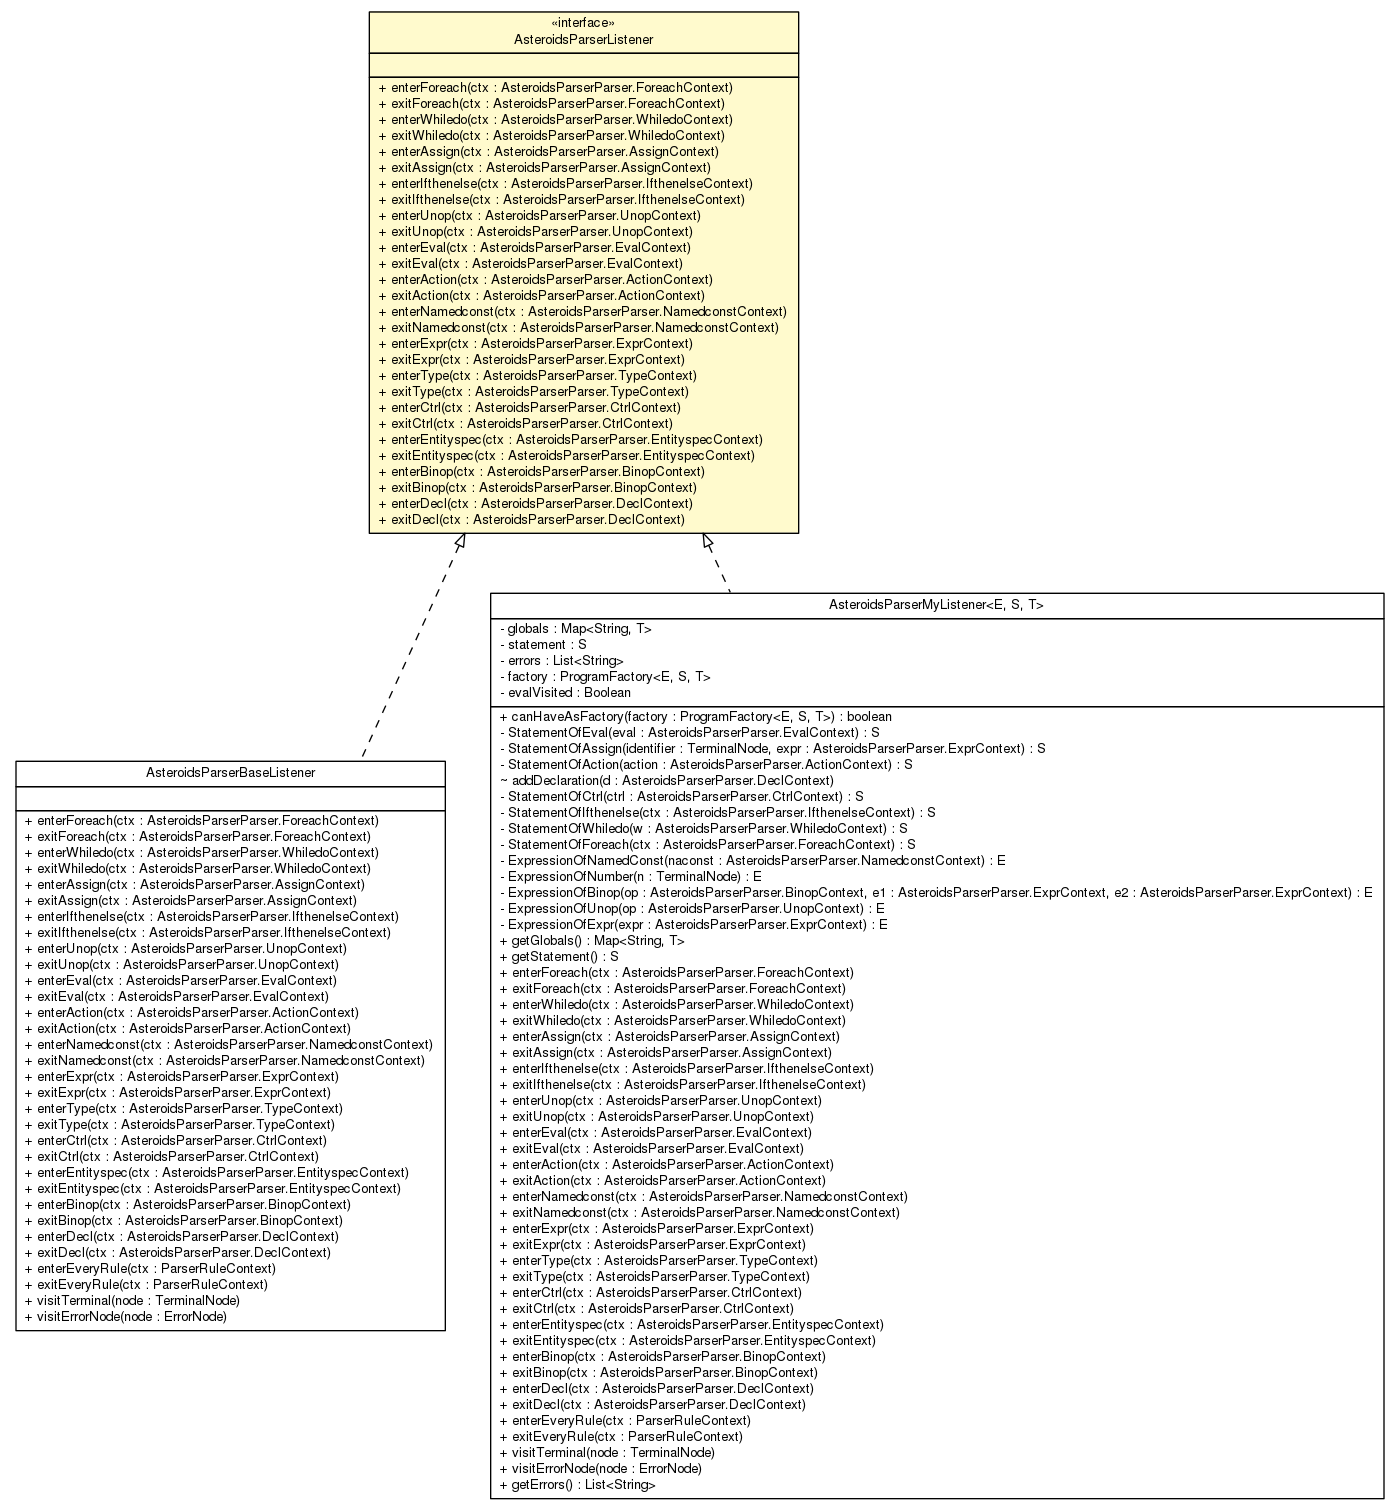 «interface»
AsteroidsParserListener
+ enterForeach(ctx : AsteroidsParserParser.ForeachContext)
+ exitForeach(ctx : AsteroidsParserParser.ForeachContext)
+ enterWhiledo(ctx : AsteroidsParserParser.WhiledoContext)
+ exitWhiledo(ctx : AsteroidsParserParser.WhiledoContext)
+ enterAssign(ctx : AsteroidsParserParser.AssignContext)
+ exitAssign(ctx : AsteroidsParserParser.AssignContext)
+ enterIfthenelse(ctx : AsteroidsParserParser.IfthenelseContext)
+ exitIfthenelse(ctx : AsteroidsParserParser.IfthenelseContext)
+ enterUnop(ctx : AsteroidsParserParser.UnopContext)
+ exitUnop(ctx : AsteroidsParserParser.UnopContext)
+ enterEval(ctx : AsteroidsParserParser.EvalContext)
+ exitEval(ctx : AsteroidsParserParser.EvalContext)
+ enterAction(ctx : AsteroidsParserParser.ActionContext)
+ exitAction(ctx : AsteroidsParserParser.ActionContext)
+ enterNamedconst(ctx : AsteroidsParserParser.NamedconstContext)
+ exitNamedconst(ctx : AsteroidsParserParser.NamedconstContext)
+ enterExpr(ctx : AsteroidsParserParser.ExprContext)
+ exitExpr(ctx : AsteroidsParserParser.ExprContext)
+ enterType(ctx : AsteroidsParserParser.TypeContext)
+ exitType(ctx : AsteroidsParserParser.TypeContext)
+ enterCtrl(ctx : AsteroidsParserParser.CtrlContext)
+ exitCtrl(ctx : AsteroidsParserParser.CtrlContext)
+ enterEntityspec(ctx : AsteroidsParserParser.EntityspecContext)
+ exitEntityspec(ctx : AsteroidsParserParser.EntityspecContext)
+ enterBinop(ctx : AsteroidsParserParser.BinopContext)
+ exitBinop(ctx : AsteroidsParserParser.BinopContext)
+ enterDecl(ctx : AsteroidsParserParser.DeclContext)
+ exitDecl(ctx : AsteroidsParserParser.DeclContext)
AsteroidsParserBaseListener
+ enterForeach(ctx : AsteroidsParserParser.ForeachContext)
+ exitForeach(ctx : AsteroidsParserParser.ForeachContext)
+ enterWhiledo(ctx : AsteroidsParserParser.WhiledoContext)
+ exitWhiledo(ctx : AsteroidsParserParser.WhiledoContext)
+ enterAssign(ctx : AsteroidsParserParser.AssignContext)
+ exitAssign(ctx : AsteroidsParserParser.AssignContext)
+ enterIfthenelse(ctx : AsteroidsParserParser.IfthenelseContext)
+ exitIfthenelse(ctx : AsteroidsParserParser.IfthenelseContext)
+ enterUnop(ctx : AsteroidsParserParser.UnopContext)
+ exitUnop(ctx : AsteroidsParserParser.UnopContext)
+ enterEval(ctx : AsteroidsParserParser.EvalContext)
+ exitEval(ctx : AsteroidsParserParser.EvalContext)
+ enterAction(ctx : AsteroidsParserParser.ActionContext)
+ exitAction(ctx : AsteroidsParserParser.ActionContext)
+ enterNamedconst(ctx : AsteroidsParserParser.NamedconstContext)
+ exitNamedconst(ctx : AsteroidsParserParser.NamedconstContext)
+ enterExpr(ctx : AsteroidsParserParser.ExprContext)
+ exitExpr(ctx : AsteroidsParserParser.ExprContext)
+ enterType(ctx : AsteroidsParserParser.TypeContext)
+ exitType(ctx : AsteroidsParserParser.TypeContext)
+ enterCtrl(ctx : AsteroidsParserParser.CtrlContext)
+ exitCtrl(ctx : AsteroidsParserParser.CtrlContext)
+ enterEntityspec(ctx : AsteroidsParserParser.EntityspecContext)
+ exitEntityspec(ctx : AsteroidsParserParser.EntityspecContext)
+ enterBinop(ctx : AsteroidsParserParser.BinopContext)
+ exitBinop(ctx : AsteroidsParserParser.BinopContext)
+ enterDecl(ctx : AsteroidsParserParser.DeclContext)
+ exitDecl(ctx : AsteroidsParserParser.DeclContext)
+ enterEveryRule(ctx : ParserRuleContext)
+ exitEveryRule(ctx : ParserRuleContext)
+ visitTerminal(node : TerminalNode)
+ visitErrorNode(node : ErrorNode)
AsteroidsParserMyListener<E, S, T>
- globals : Map<String, T>
- statement : S
- errors : List<String>
- factory : ProgramFactory<E, S, T>
- evalVisited : Boolean
+ canHaveAsFactory(factory : ProgramFactory<E, S, T>) : boolean
- StatementOfEval(eval : AsteroidsParserParser.EvalContext) : S
- StatementOfAssign(identifier : TerminalNode, expr : AsteroidsParserParser.ExprContext) : S
- StatementOfAction(action : AsteroidsParserParser.ActionContext) : S
~ addDeclaration(d : AsteroidsParserParser.DeclContext)
- StatementOfCtrl(ctrl : AsteroidsParserParser.CtrlContext) : S
- StatementOfIfthenelse(ctx : AsteroidsParserParser.IfthenelseContext) : S
- StatementOfWhiledo(w : AsteroidsParserParser.WhiledoContext) : S
- StatementOfForeach(ctx : AsteroidsParserParser.ForeachContext) : S
- ExpressionOfNamedConst(naconst : AsteroidsParserParser.NamedconstContext) : E
- ExpressionOfNumber(n : TerminalNode) : E
- ExpressionOfBinop(op : AsteroidsParserParser.BinopContext, e1 : AsteroidsParserParser.ExprContext, e2 : AsteroidsParserParser.ExprContext) : E
- ExpressionOfUnop(op : AsteroidsParserParser.UnopContext) : E
- ExpressionOfExpr(expr : AsteroidsParserParser.ExprContext) : E
+ getGlobals() : Map<String, T>
+ getStatement() : S
+ enterForeach(ctx : AsteroidsParserParser.ForeachContext)
+ exitForeach(ctx : AsteroidsParserParser.ForeachContext)
+ enterWhiledo(ctx : AsteroidsParserParser.WhiledoContext)
+ exitWhiledo(ctx : AsteroidsParserParser.WhiledoContext)
+ enterAssign(ctx : AsteroidsParserParser.AssignContext)
+ exitAssign(ctx : AsteroidsParserParser.AssignContext)
+ enterIfthenelse(ctx : AsteroidsParserParser.IfthenelseContext)
+ exitIfthenelse(ctx : AsteroidsParserParser.IfthenelseContext)
+ enterUnop(ctx : AsteroidsParserParser.UnopContext)
+ exitUnop(ctx : AsteroidsParserParser.UnopContext)
+ enterEval(ctx : AsteroidsParserParser.EvalContext)
+ exitEval(ctx : AsteroidsParserParser.EvalContext)
+ enterAction(ctx : AsteroidsParserParser.ActionContext)
+ exitAction(ctx : AsteroidsParserParser.ActionContext)
+ enterNamedconst(ctx : AsteroidsParserParser.NamedconstContext)
+ exitNamedconst(ctx : AsteroidsParserParser.NamedconstContext)
+ enterExpr(ctx : AsteroidsParserParser.ExprContext)
+ exitExpr(ctx : AsteroidsParserParser.ExprContext)
+ enterType(ctx : AsteroidsParserParser.TypeContext)
+ exitType(ctx : AsteroidsParserParser.TypeContext)
+ enterCtrl(ctx : AsteroidsParserParser.CtrlContext)
+ exitCtrl(ctx : AsteroidsParserParser.CtrlContext)
+ enterEntityspec(ctx : AsteroidsParserParser.EntityspecContext)
+ exitEntityspec(ctx : AsteroidsParserParser.EntityspecContext)
+ enterBinop(ctx : AsteroidsParserParser.BinopContext)
+ exitBinop(ctx : AsteroidsParserParser.BinopContext)
+ enterDecl(ctx : AsteroidsParserParser.DeclContext)
+ exitDecl(ctx : AsteroidsParserParser.DeclContext)
+ enterEveryRule(ctx : ParserRuleContext)
+ exitEveryRule(ctx : ParserRuleContext)
+ visitTerminal(node : TerminalNode)
+ visitErrorNode(node : ErrorNode)
+ getErrors() : List<String>